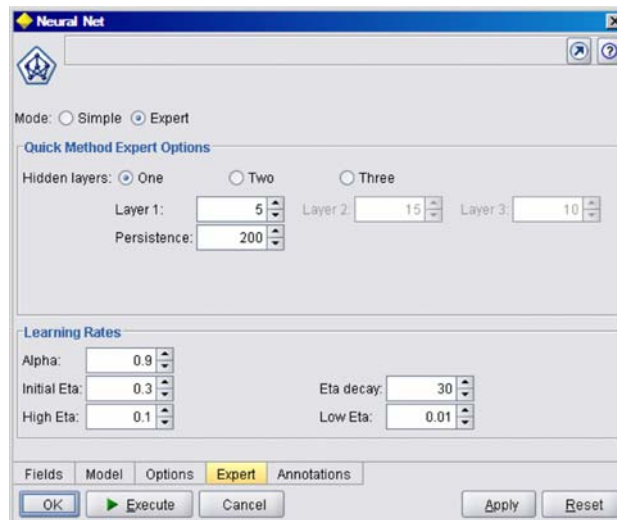 Neural Net
Mode: Simple Expert
Quick Method Expert Options
Hidden layers: One Two Three
Layer 1: 5 Layer 2: 15 Layer 3: 10
Persistence: 200
Learning Rates
Alpha: 0.9
Initial Eta: 0.3 Eta decay: 30
High Eta: 0.1 Low Eta: 0.01
Fields Model Options Expert Annotations
OK Execute Cancel Apply Reset